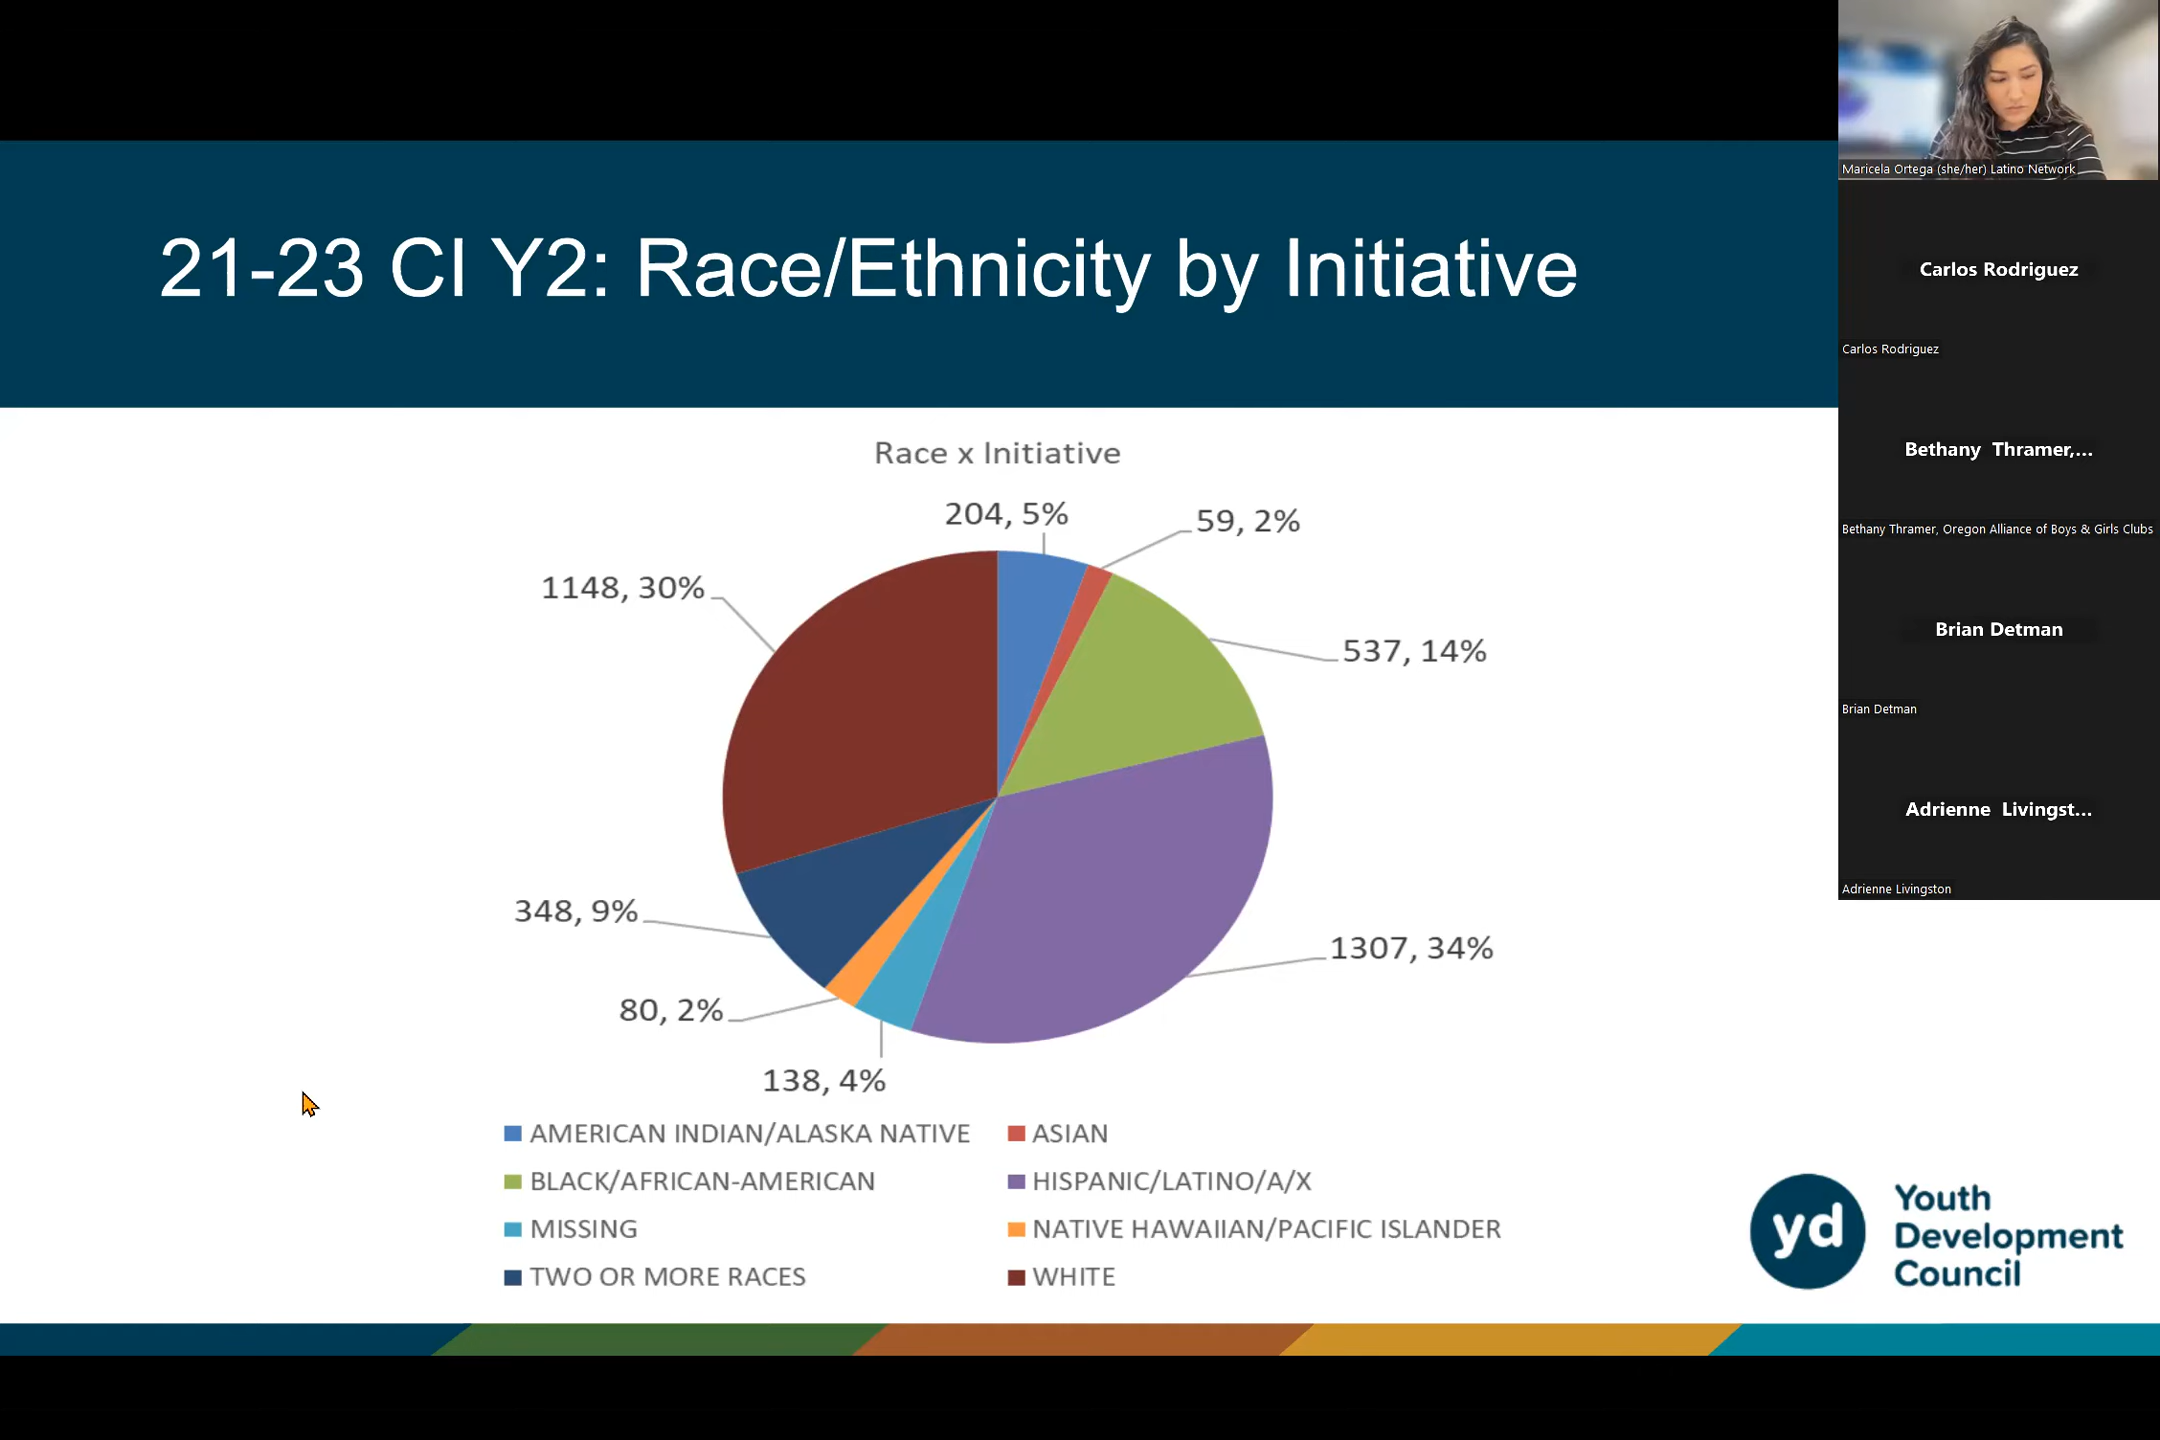 21-23 CI Y2: Race/Ethnicity by Initiative
Race x Initiative
204, 5%
59, 2%
1148, 30%
537, 14%
348, 9%
1307, 34%
80, 2%
138, 4%
AMERICAN INDIAN/ALASKA NATIVE
ASIAN
BLACK/AFRICAN-AMERICAN
HISPANIC/LATINO/A/X
MISSING
NATIVE HAWAIIAN/PACIFIC ISLANDER
TWO OR MORE RACES
WHITE
yd
Youth
Development
Council
Maricela Ortega (she/her) Latino Network
Carlos Rodriguez
Carlos Rodriguez
Bethany Thramer,...
Bethany Thramer, Oregon Alliance of Boys & Girls Clubs
Brian Detman
Brian Detman
Adrienne Livingst...
Adrienne Livingston